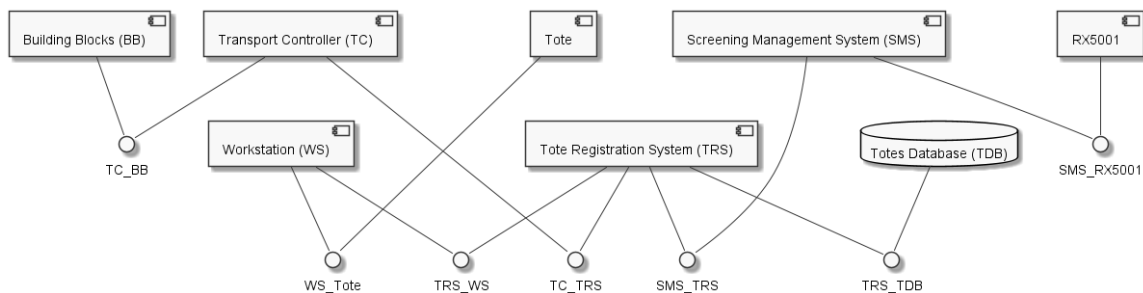 Building Blocks (BB)
Transport Controller (TC)
Tote
Screening Management System (SMS)
RX5001
TC_BB
Workstation (WS)
Tote Registration System (TRS)
Totes Database (TDB)
SMS_RX5001
WS_Tote
TRS_WS
TC_TRS
SMS_TRS
TRS_TDB